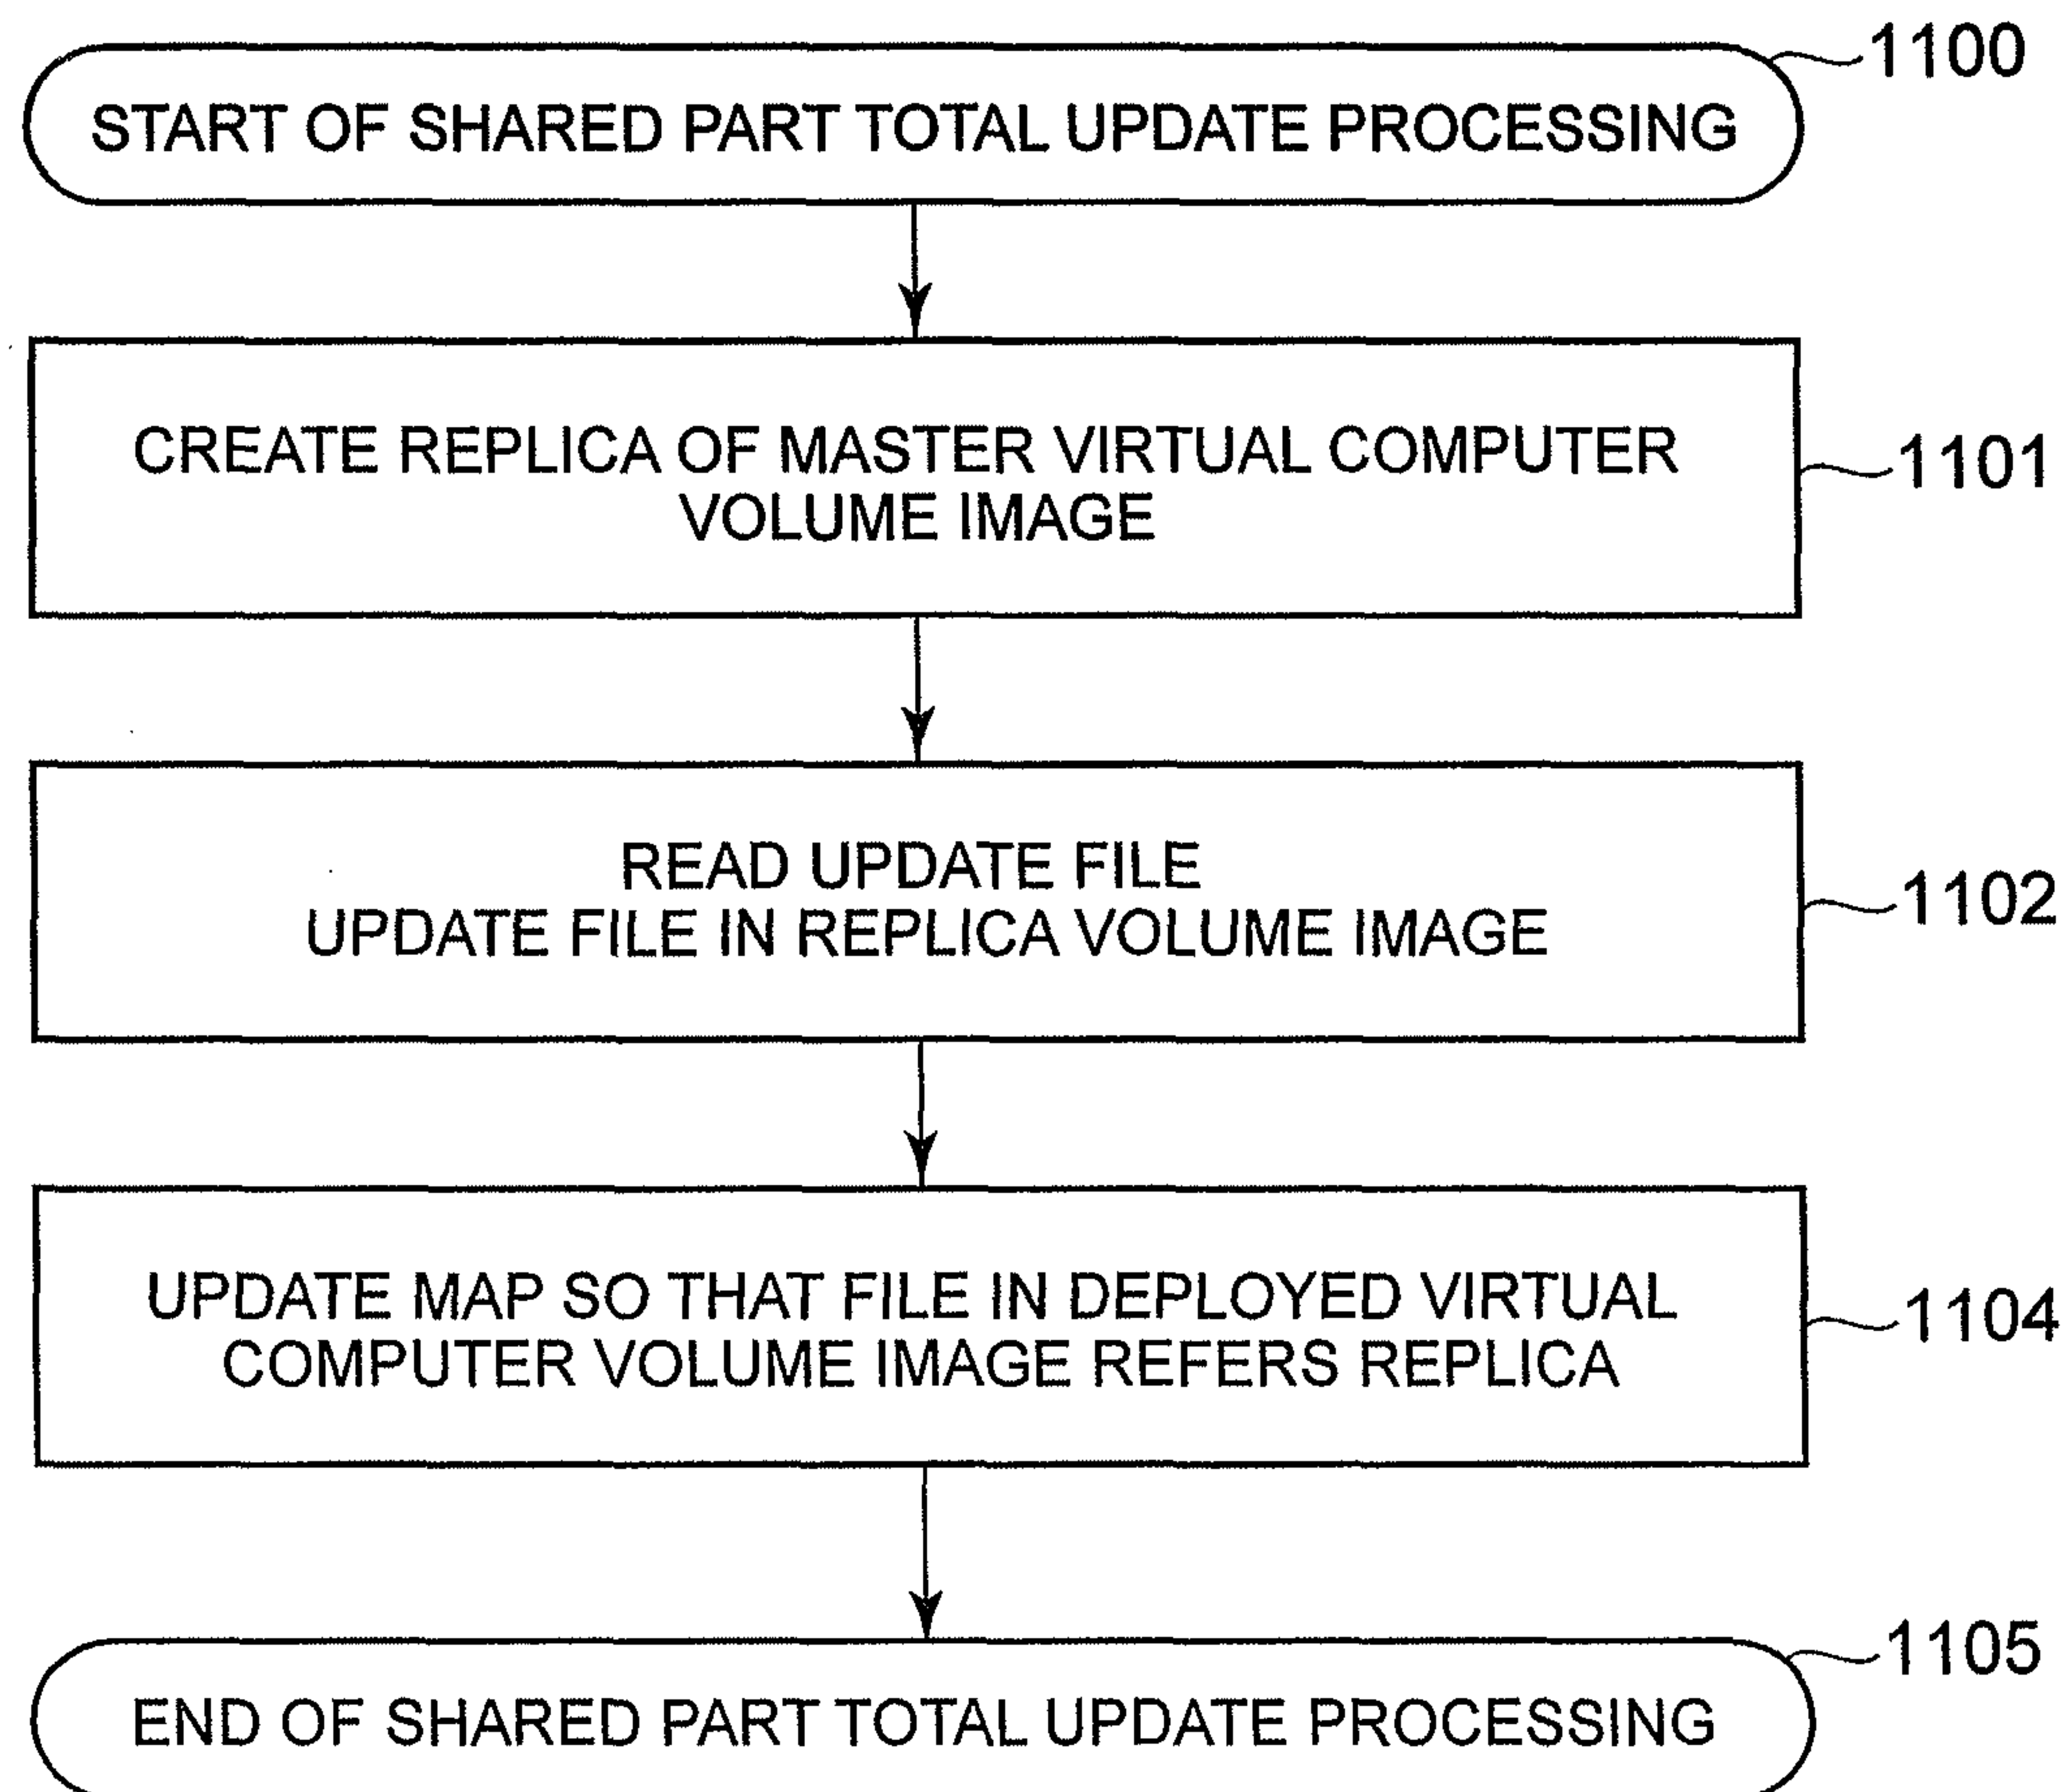 1100
START OF SHARED PART TOTAL UPDATE PROCESSING
CREATE REPLICA OF MASTER VIRTUAL COMPUTER
VOLUME IMAGE
1101
READ UPDATE FILE
UPDATE FILE IN REPLICA VOLUME IMAGE
1102
UPDATE MAP SO THAT FILE IN DEPLOYED VIRTUAL
COMPUTER VOLUME IMAGE REFERS REPLICA
1104
1105
END OF SHARED PART TOTAL UPDATE PROCESSING